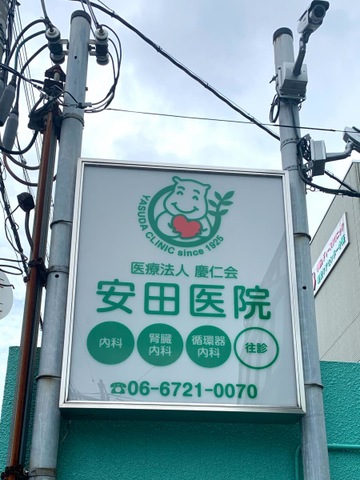 YASUDA CLINIC since 1925
医療法人 慶仁会
安田医院
内科
腎臓
内科
循環器
内科
往診
☎06-6721-0070